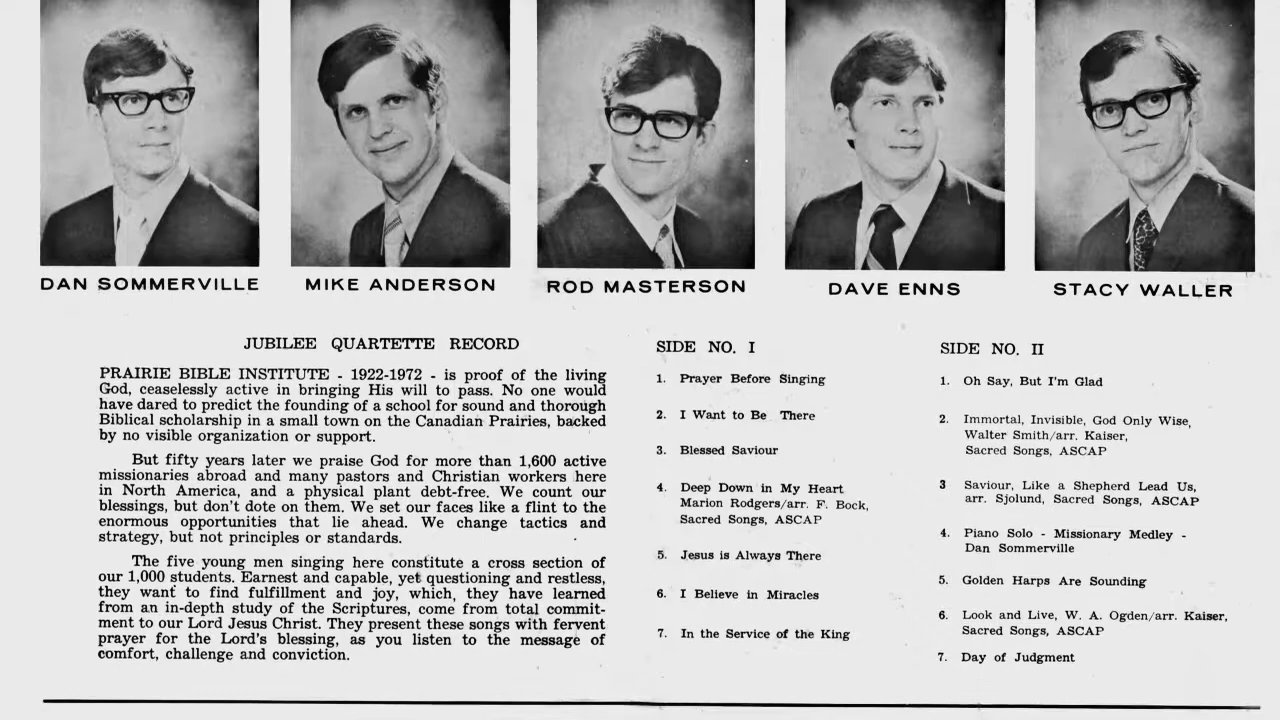 DAN SOMMERVILLE
MIKE ANDERSON
ROD MASTERSON
DAVE ENNS
STACY WALLER
JUBILEE QUARTETTE RECORD
PRAIRIE BIBLE INSTITUTE - 1922-1972 - is proof of the living
God, ceaselessly active in bringing His will to pass. No one would
have dared to predict the founding of a school for sound and thorough
Biblical scholarship in a small town on the Canadian Prairies, backed
by no visible organization or support.
But fifty years later we praise God for more than 1,600 active
missionaries abroad and many pastors and Christian workers here
in North America, and a physical plant debt-free. We count our
blessings, but don't dote on them. We set our faces like a flint to the
enormous opportunities that lie ahead. We change tactics and
strategy, but not principles or standards.
The five young men singing here constitute a cross section of
our 1,000 students. Earnest and capable, yet questioning and restless,
they want to find fulfillment and joy, which, they have learned
from an in-depth study of the Scriptures, come from total commit-
ment to our Lord Jesus Christ. They present these songs with fervent
prayer for the Lord's blessing, as you listen to the message of
comfort, challenge and conviction.
SIDE NO. I
1. Prayer Before Singing
2. I Want to Be There
3. Blessed Saviour
4. Deep Down in My Heart
Marion Rodgers/arr. F. Bock,
Sacred Songs, ASCAP
5. Jesus is Always There
6. I Believe in Miracles
7. In the Service of the King
SIDE NO. II
1. Oh Say, But I'm Glad
2. Immortal, Invisible, God Only Wise,
Walter Smith/arr. Kaiser,
Sacred Songs, ASCAP
3 Saviour, Like a Shepherd Lead Us,
arr. Sjolund, Sacred Songs, ASCAP
4. Piano Solo - Missionary Medley -
Dan Sommerville
5. Golden Harps Are Sounding
6. Look and Live, W. A. Ogden/arr. Kaiser,
Sacred Songs, ASCAP
7. Day of Judgment